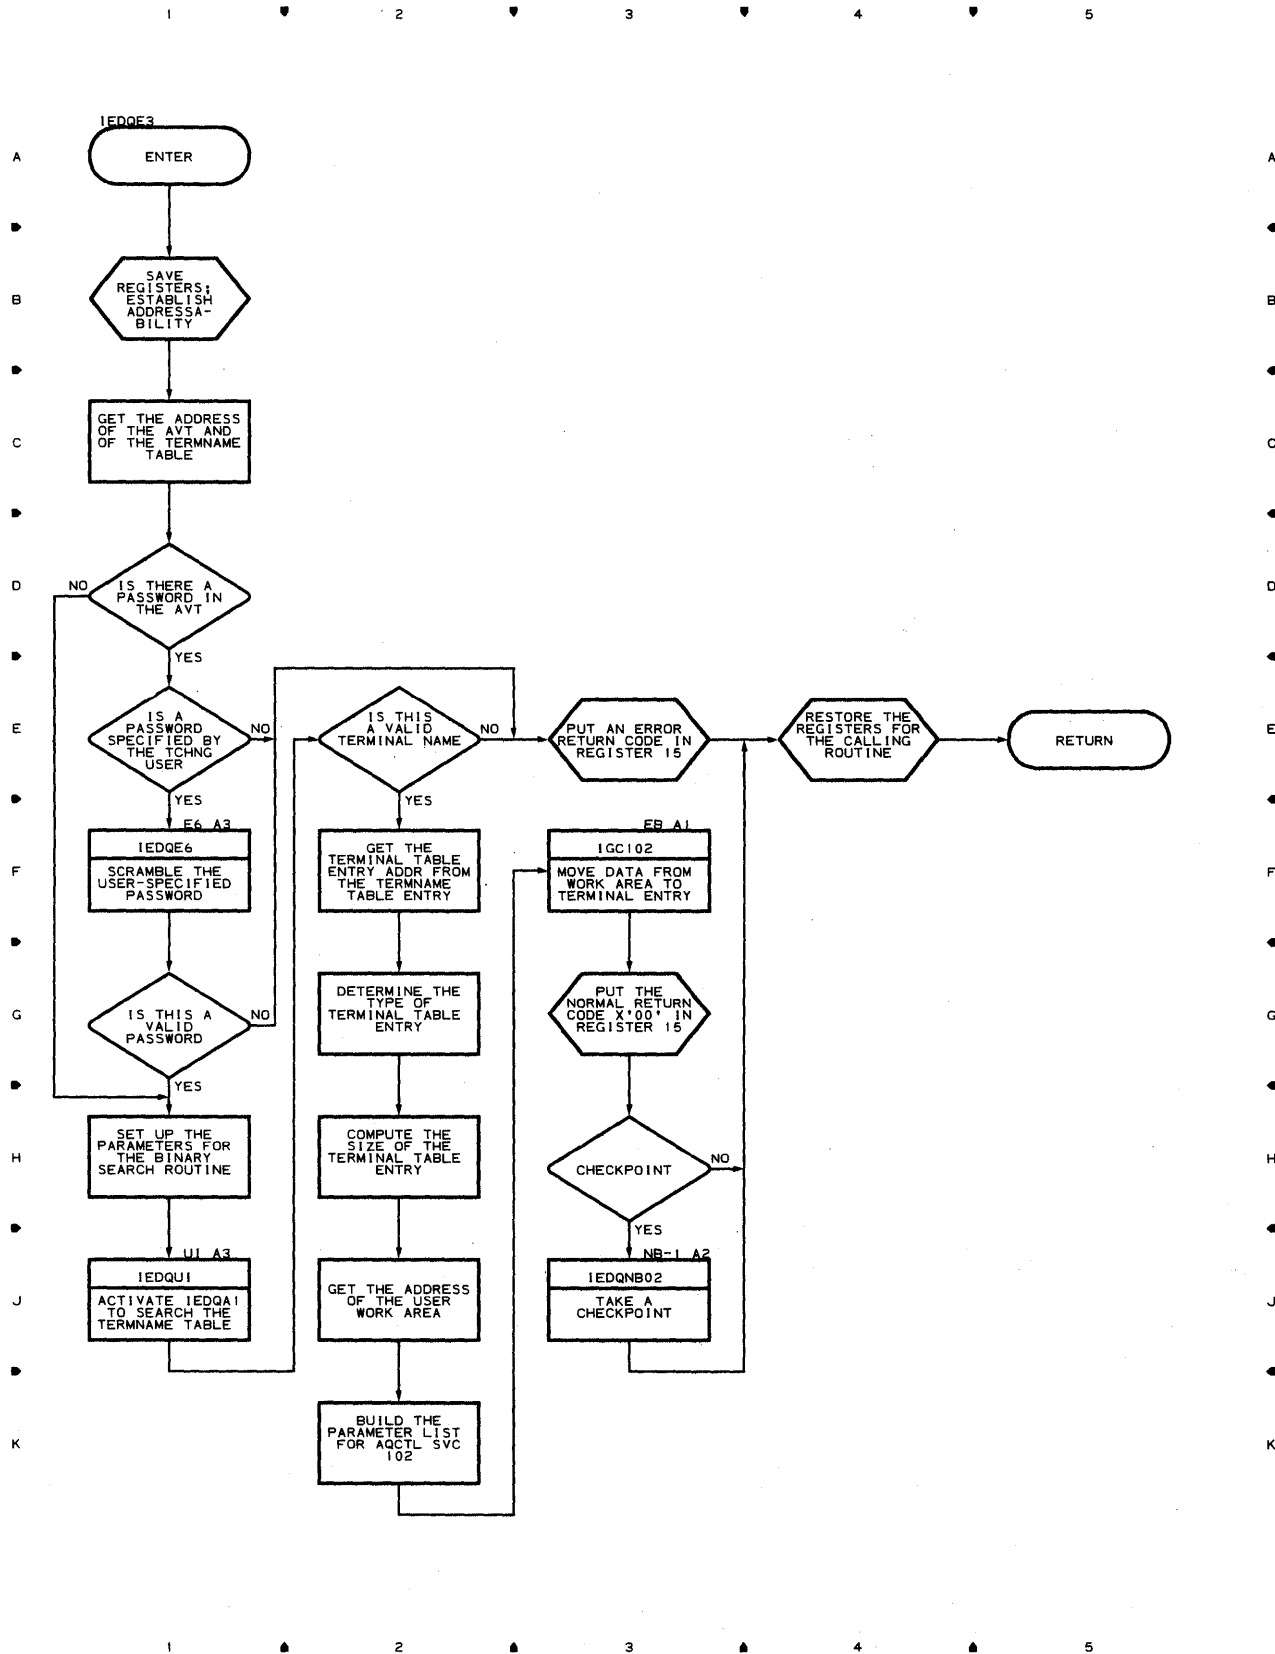 1 2 3 4 5
IEDQE3
A ENTER A
B SAVE
REGISTERS;
ESTABLISH
ADDRESSA-
BILITY B
C GET THE ADDRESS
OF THE AVT AND
OF THE TERMNAME
TABLE C
D NO IS THERE A
PASSWORD IN
THE AVT D
YES
E IS A
PASSWORD
SPECIFIED BY
THE TCHNG
USER NO
IS THIS
A VALID
TERMINAL NAME NO
PUT AN ERROR
RETURN CODE IN
REGISTER 15
RESTORE THE
REGISTERS FOR
THE CALLING
ROUTINE
RETURN E
YES YES
E6 A3
IEDQE6
F SCRAMBLE THE
USER-SPECIFIED
PASSWORD
GET THE
TERMINAL TABLE
ENTRY ADDR FROM
THE TERMNAME
TABLE ENTRY
E8 A1
IGC102
MOVE DATA FROM
WORK AREA TO
TERMINAL ENTRY F
G IS THIS A
VALID
PASSWORD NO
DETERMINE THE
TYPE OF
TERMINAL TABLE
ENTRY
PUT THE
NORMAL RETURN
CODE X'00' IN
REGISTER 15 G
YES
H SET UP THE
PARAMETERS FOR
THE BINARY
SEARCH ROUTINE
COMPUTE THE
SIZE OF THE
TERMINAL TABLE
ENTRY
CHECKPOINT NO H
YES
U1 A3
IEDQU1
J ACTIVATE IEDQA1
TO SEARCH THE
TERMNAME TABLE
GET THE ADDRESS
OF THE USER
WORK AREA
NB-1 A2
IEDQNB02
TAKE A
CHECKPOINT J
K BUILD THE
PARAMETER LIST
FOR AQCTL SVC
102 K
1 2 3 4 5